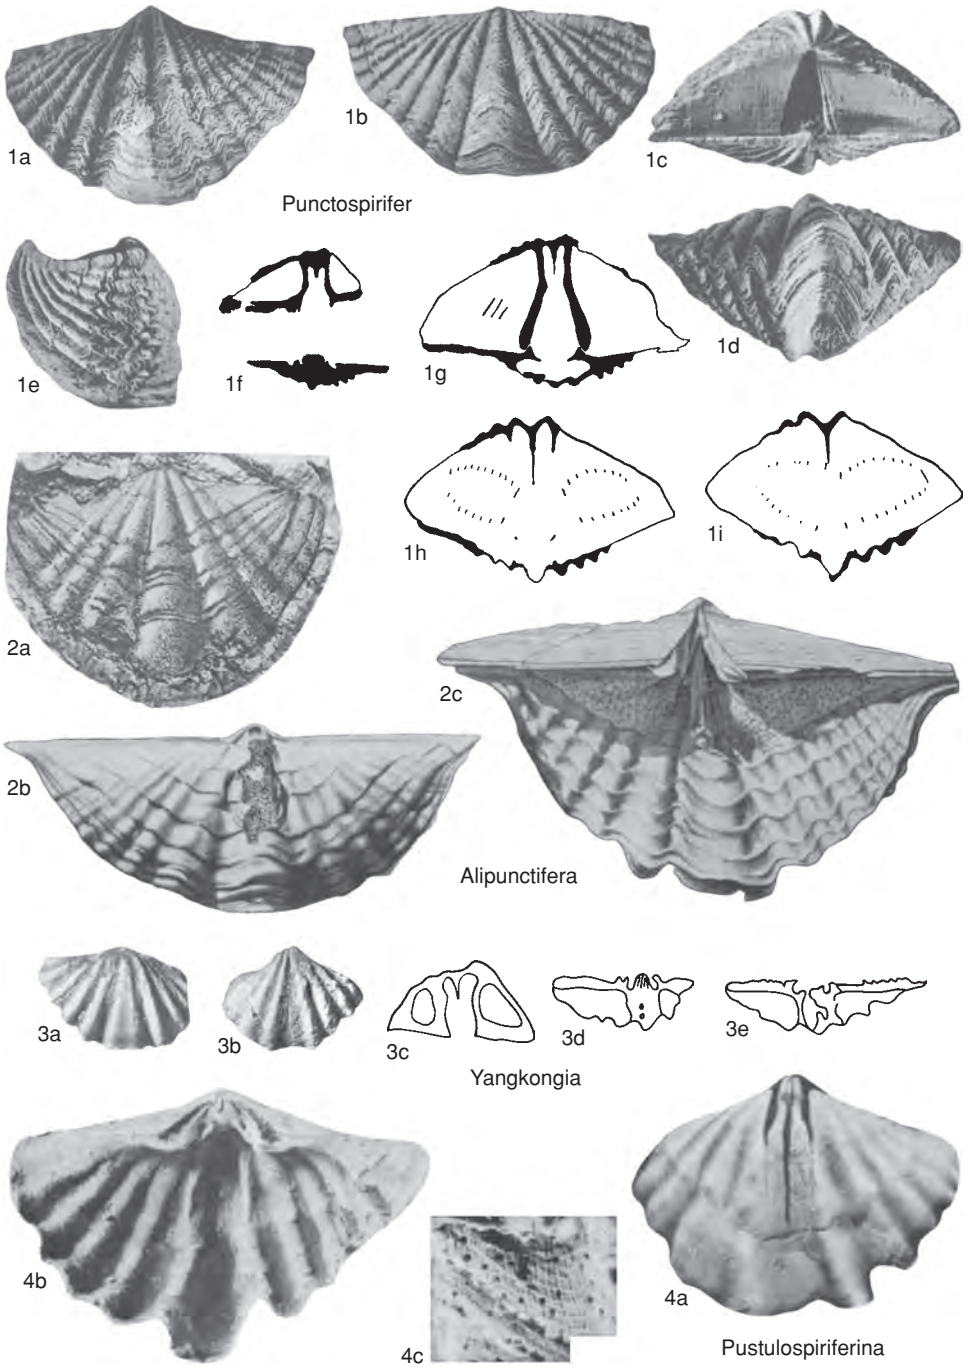 1a
1b
1c
Punctospirifer
1e
1f
1g
1d
1h
1i
2a
2c
2b
Alipunctifera
3a
3b
3c
3d
3e
Yangkongia
4b
4c
4a
Pustulospiriferina